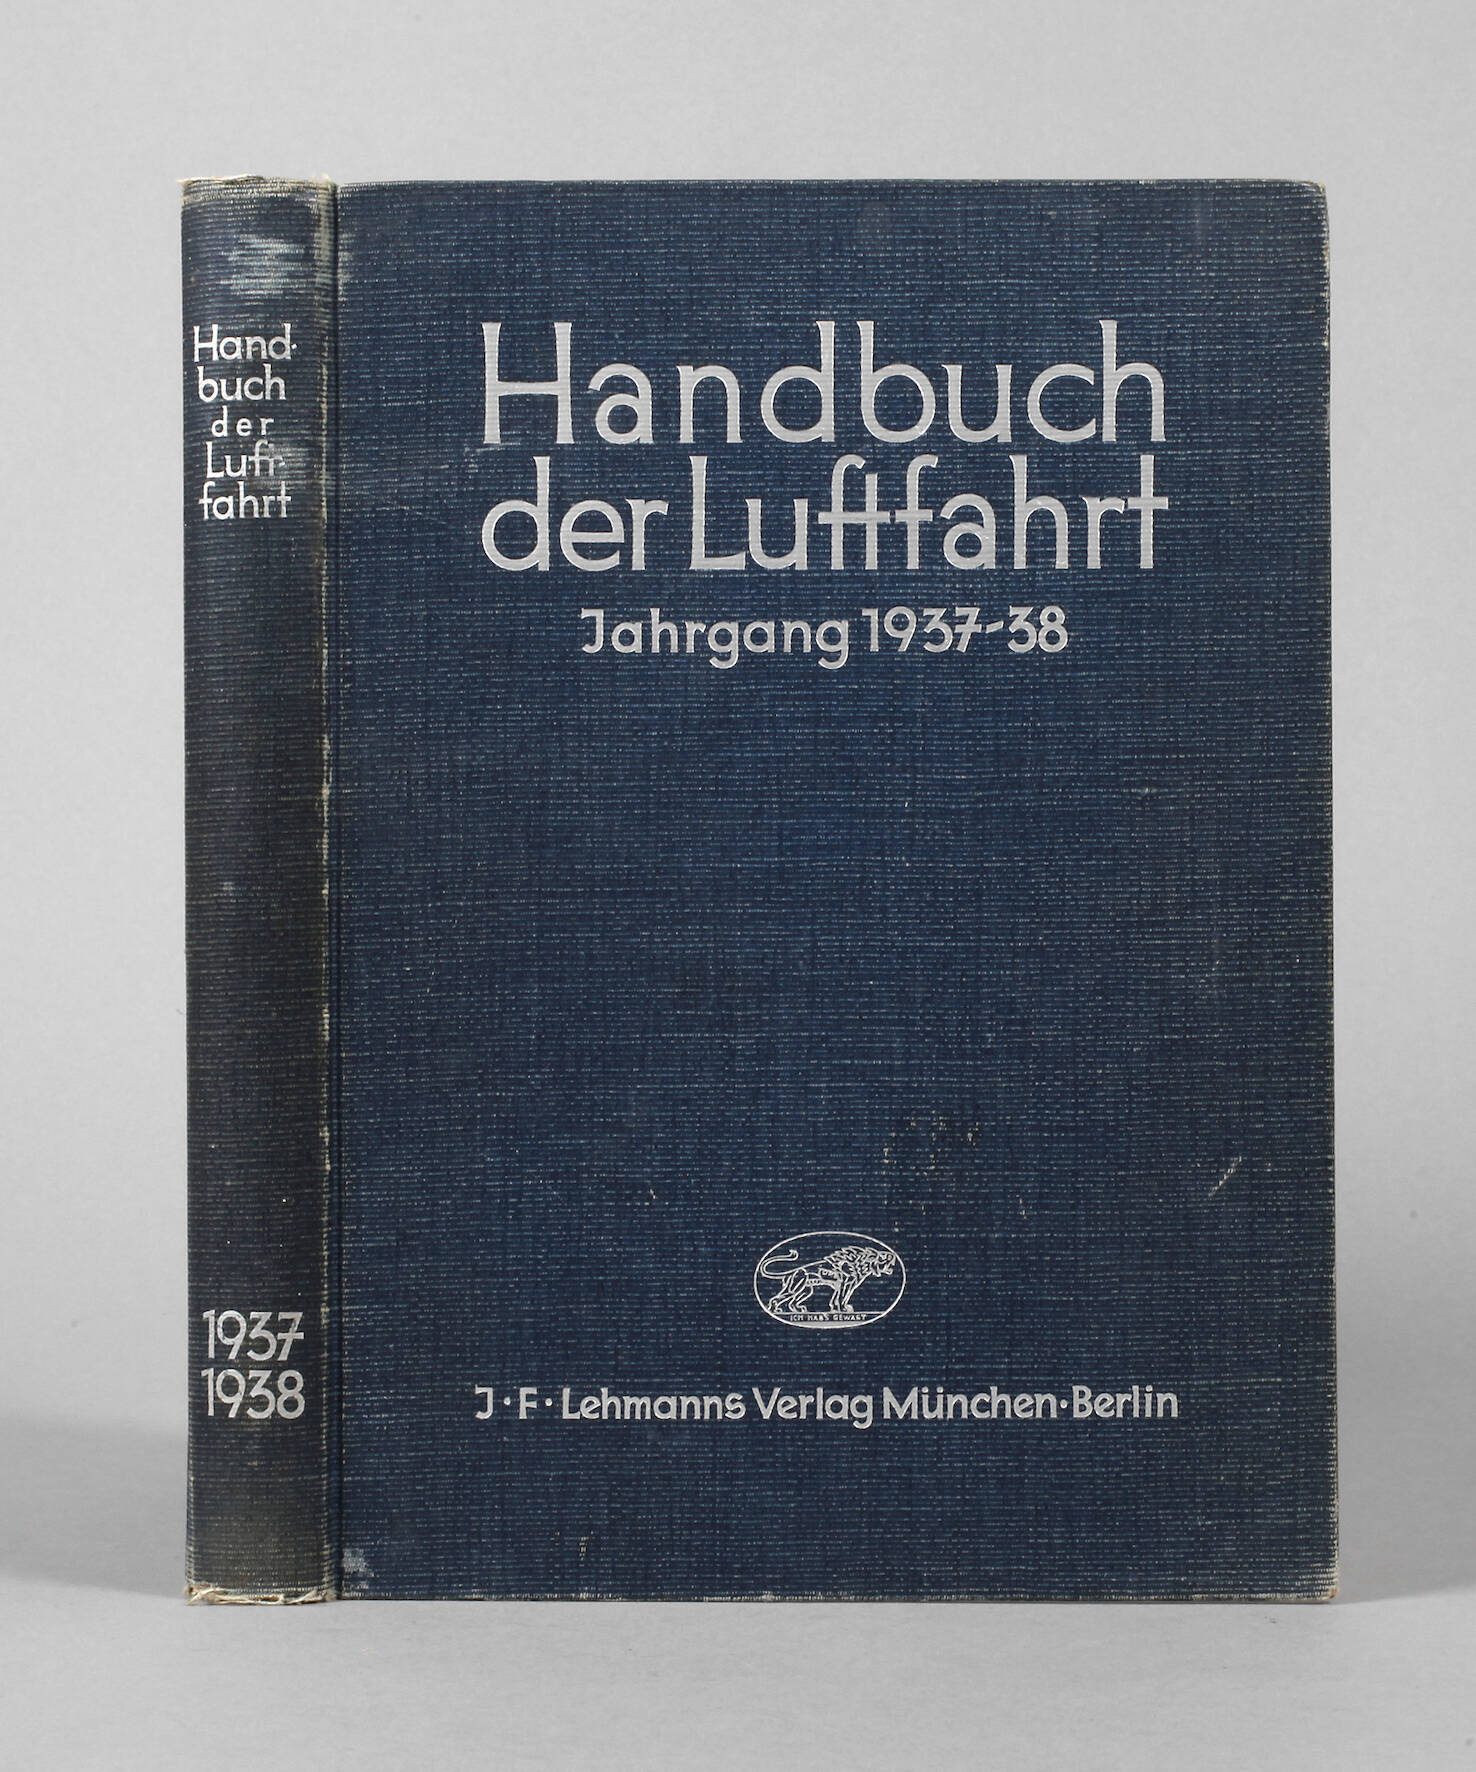 Hand-
buch
der
Luft-
fahrt
1937
1938
Handbuch
der Luftfahrt
Jahrgang 1937-38
ICH HAB'S GEWAGT
J·F·Lehmanns Verlag München·Berlin